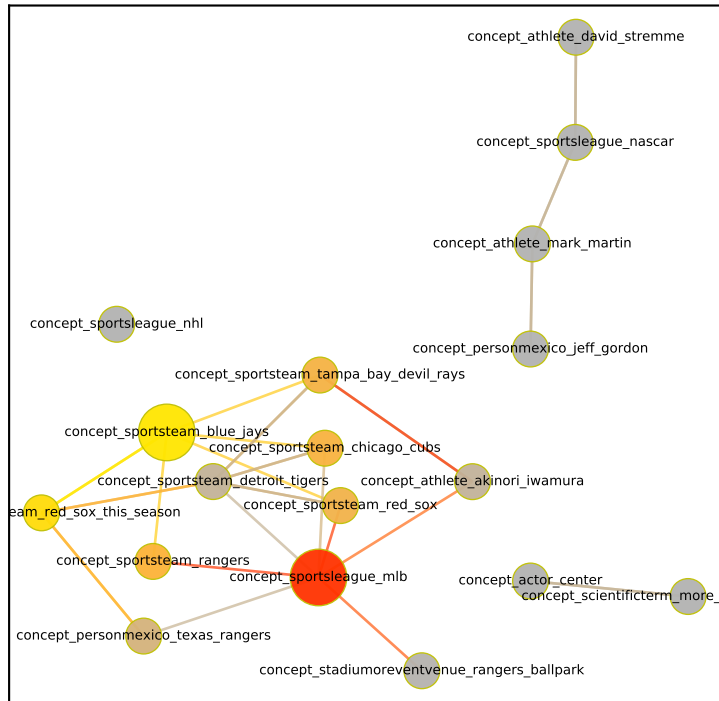 concept_athlete_david_stremme
concept_sportsleague_nascar
concept_athlete_mark_martin
concept_sportsleague_nhl
concept_personmexico_jeff_gordon
concept_sportsteam_tampa_bay_devil_rays
concept_sportsteam_blue_jays
concept_sportsteam_chicago_cubs
concept_sportsteam_detroit_tigers
concept_athlete_akinori_iwamura
concept_sportsteam_red_sox
eam_red_sox_this_season
concept_sportsteam_rangers
concept_sportsleague_mlb
concept_actor_center
concept_scientificterm_more_
concept_personmexico_texas_rangers
concept_stadiumoreventvenue_rangers_ballpark